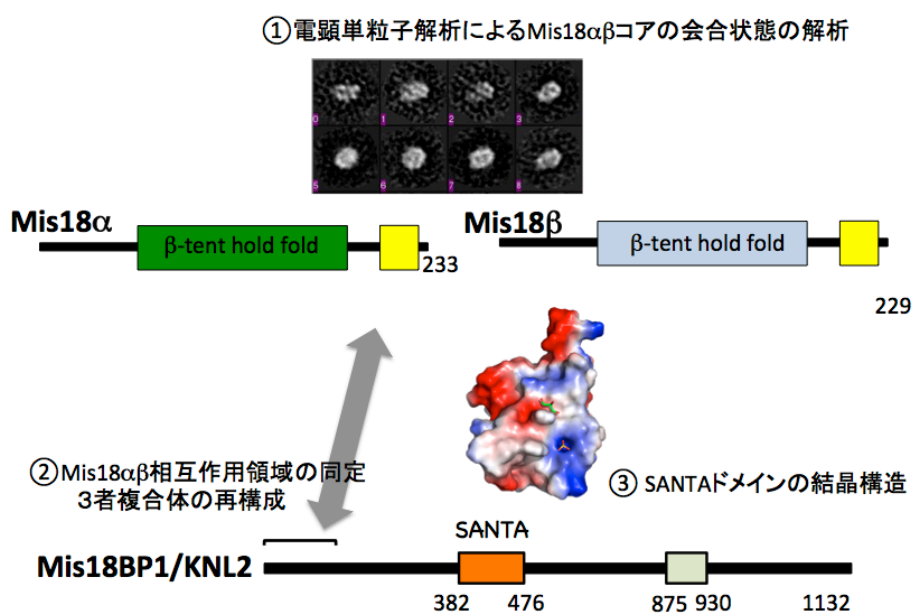 ①電顕単粒子解析によるMis18αβコアの会合状態の解析
0 1 2 3
5 6 7 8
Mis18α
β-tent hold fold
233
Mis18β
β-tent hold fold
229
②Mis18αβ相互作用領域の同定
3者複合体の再構成
③ SANTAドメインの結晶構造
SANTA
Mis18BP1/KNL2
382 476 875 930 1132